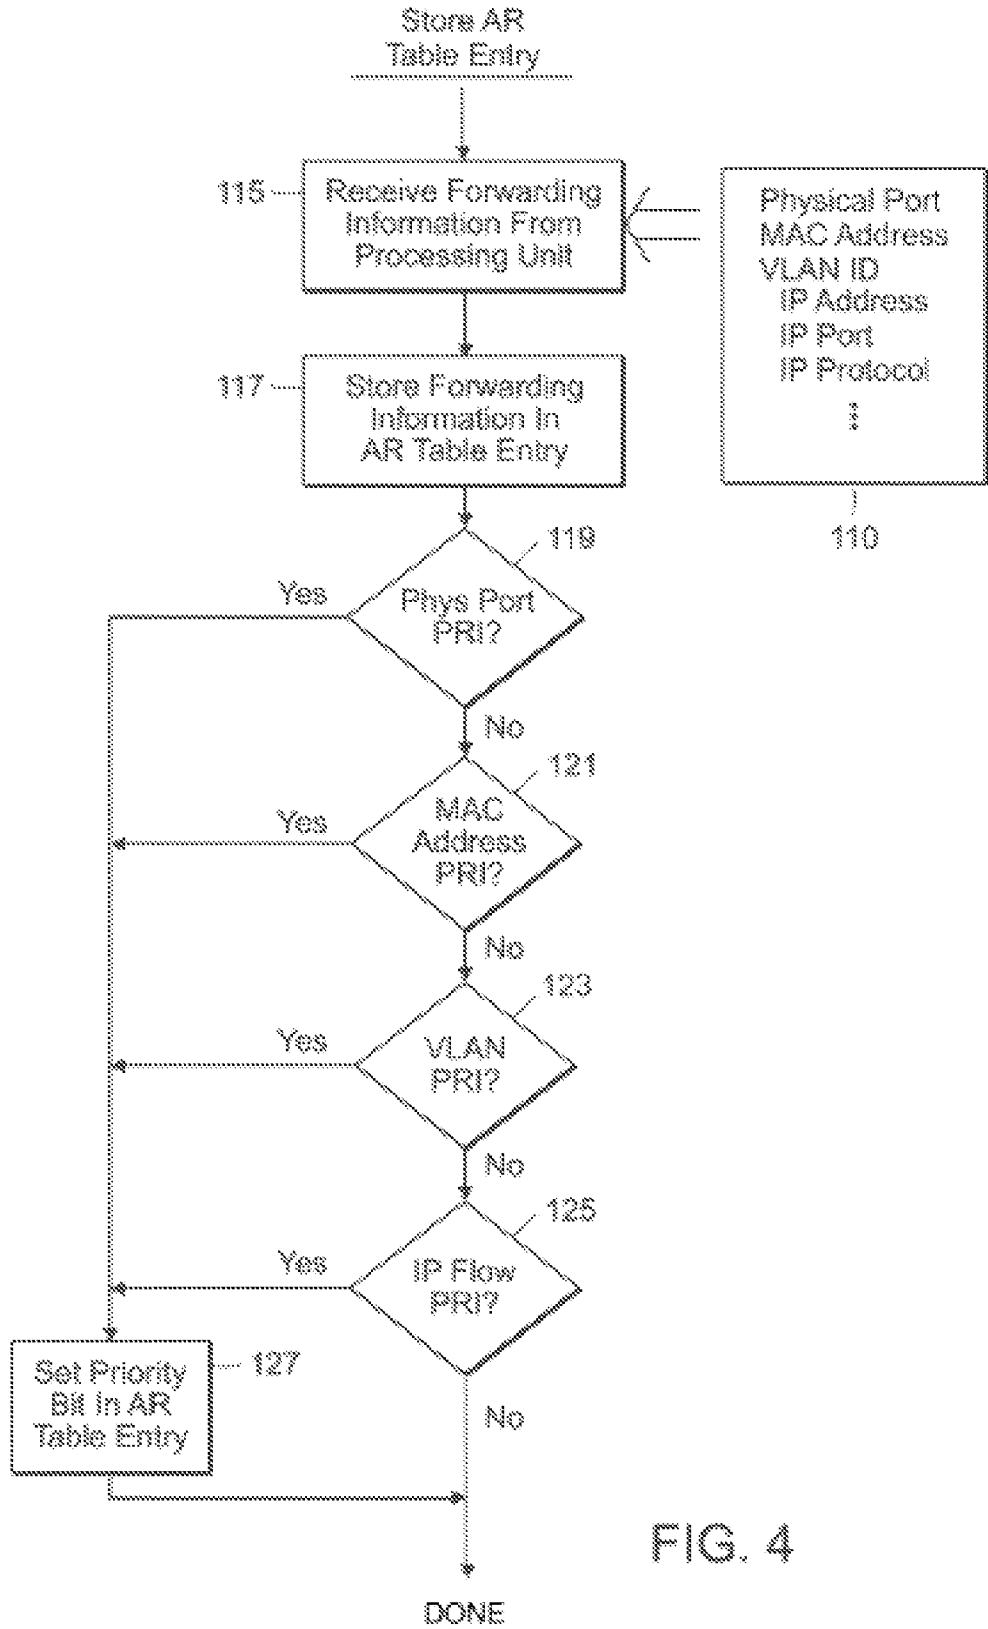 Store AR
Table Entry
115
Receive Forwarding
Information From
Processing Unit
Physical Port
MAC Address
VLAN ID
IP Address
IP Port
IP Protocol
110
117
Store Forwarding
Information In
AR Table Entry
119
Phys Port
PRI?
Yes
No
121
MAC
Address
PRI?
Yes
No
123
VLAN
PRI?
Yes
No
125
IP Flow
PRI?
Yes
No
127
Set Priority
Bit In AR
Table Entry
FIG. 4
DONE